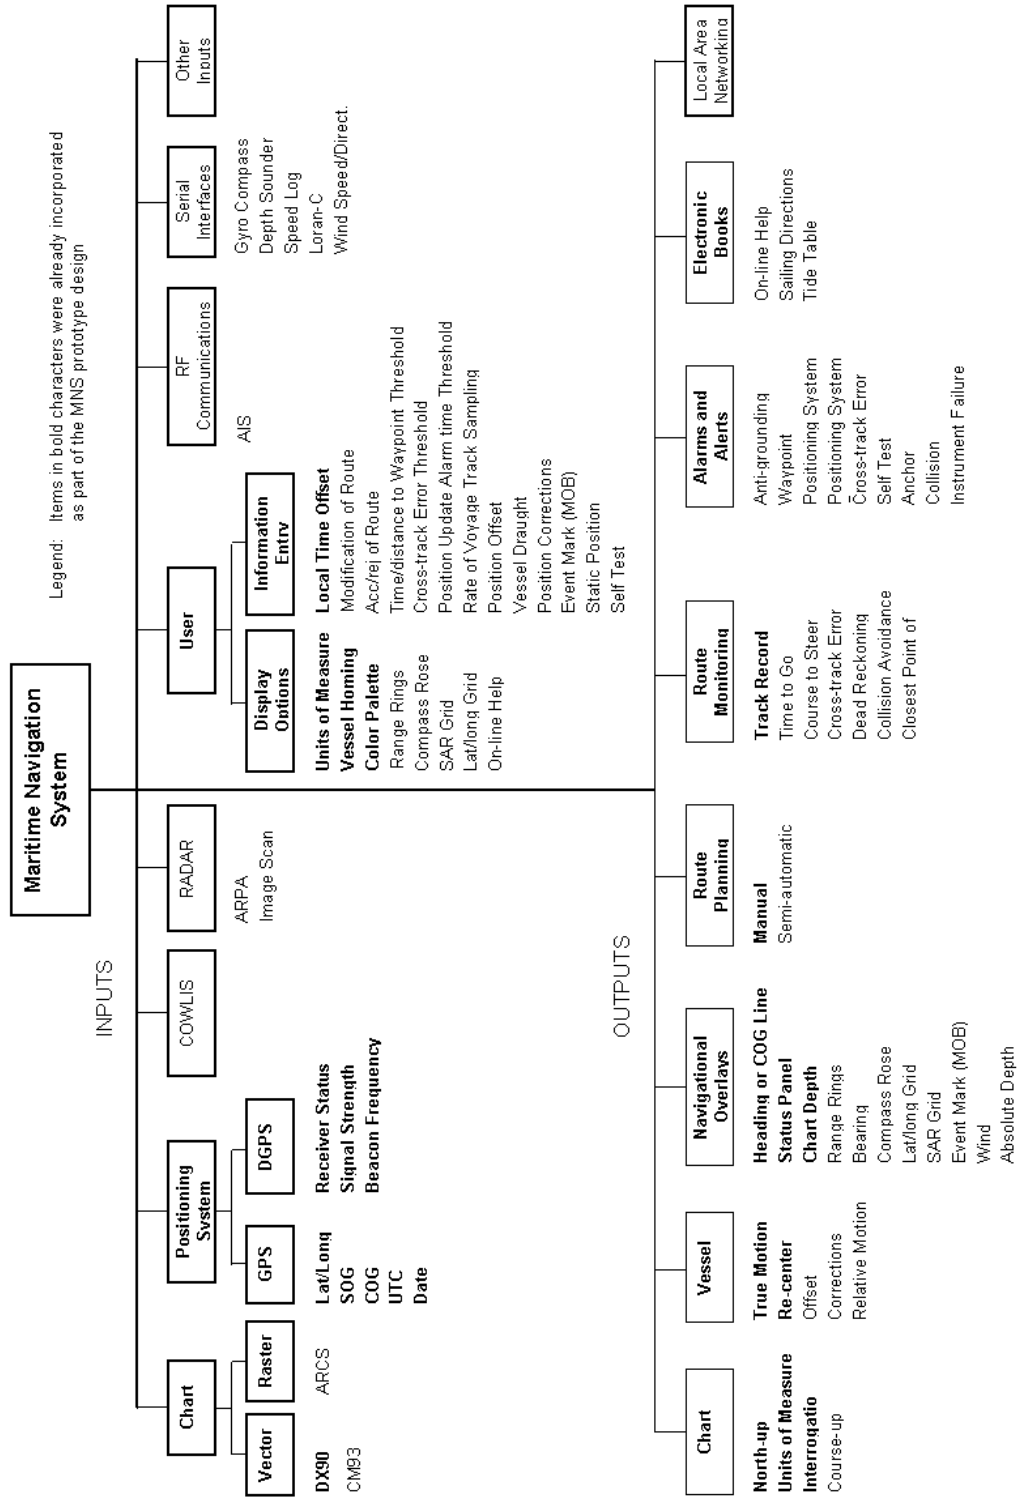 Legend: Items in bold characters were already incorporated
as part of the MNS prototype design
Maritime Navigation
System
INPUTS
Chart
Vector
DX90
CM93
Raster
ARCS
Positioning
System
GPS
Lat/Long
SOG
COG
UTC
Date
DGPS
Receiver Status
Signal Strength
Beacon Frequency
COWLIS
RADAR
ARPA
Image Scan
User
Display
Options
Units of Measure
Vessel Homing
Color Palette
Range Rings
Compass Rose
SAR Grid
Lat/long Grid
On-line Help
Information
Entry
Local Time Offset
Modification of Route
Acc/rej of Route
Time/distance to Waypoint Threshold
Cross-track Error Threshold
Position Update Alarm time Threshold
Rate of Voyage Track Sampling
Position Offset
Vessel Draught
Position Corrections
Event Mark (MOB)
Static Position
Self Test
RF
Communications
AIS
Serial
Interfaces
Gyro Compass
Depth Sounder
Speed Log
Loran-C
Wind Speed/Direct.
Other
Inputs
OUTPUTS
Chart
North-up
Units of Measure
Interrogatio
Course-up
Vessel
True Motion
Re-center
Offset
Corrections
Relative Motion
Navigational
Overlays
Heading or COG Line
Status Panel
Chart Depth
Range Rings
Bearing
Compass Rose
Lat/long Grid
SAR Grid
Event Mark (MOB)
Wind
Absolute Depth
Route
Planning
Manual
Semi-automatic
Route
Monitoring
Track Record
Time to Go
Course to Steer
Cross-track Error
Dead Reckoning
Collision Avoidance
Closest Point of
Alarms and
Alerts
Anti-grounding
Waypoint
Positioning System
Positioning System
Cross-track Error
Self Test
Anchor
Collision
Instrument Failure
Electronic
Books
On-line Help
Sailing Directions
Tide Table
Local Area
Networking